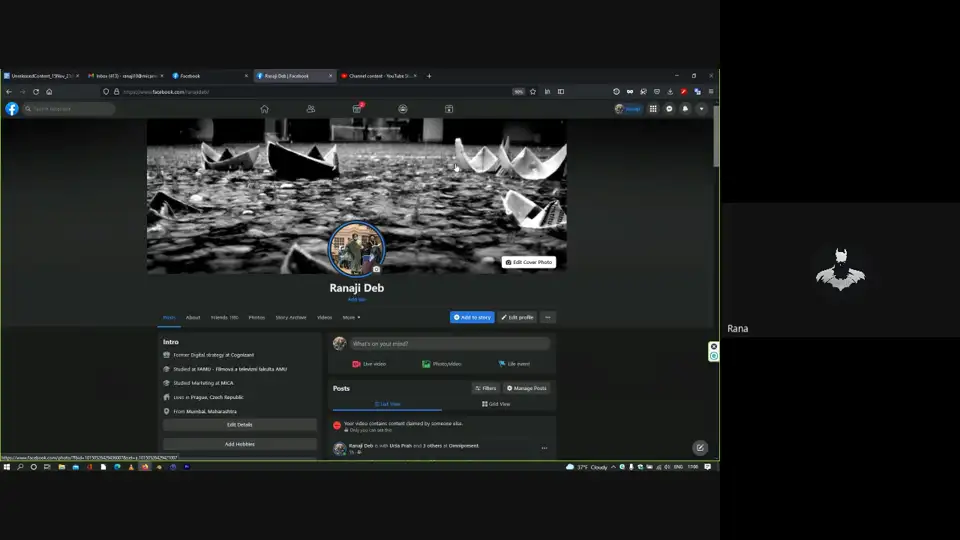 Facebook
Ranaji Deb | Facebook
Channel content - YouTube St...
Edit Cover Photo
Ranaji Deb
Add bio
Posts About Friends Photos Story Archive Videos More
Add to story Edit profile
Intro
What's on your mind?
Former Digital strategy at Cognizant
Live video Photo/video Life event
Studied at FAMU - Filmová a televizní fakulta AMU
Studied Marketing at MICA
Posts Filters Manage Posts
Lives in Prague, Czech Republic
List View Grid View
From Mumbai, Maharashtra
Edit Details
Your video contains content claimed by someone else.
Only you can see this.
Add Hobbies
Ranaji Deb is with Urša Prah and 3 others at Omnipresent.
37°F Cloudy
ENG
Rana